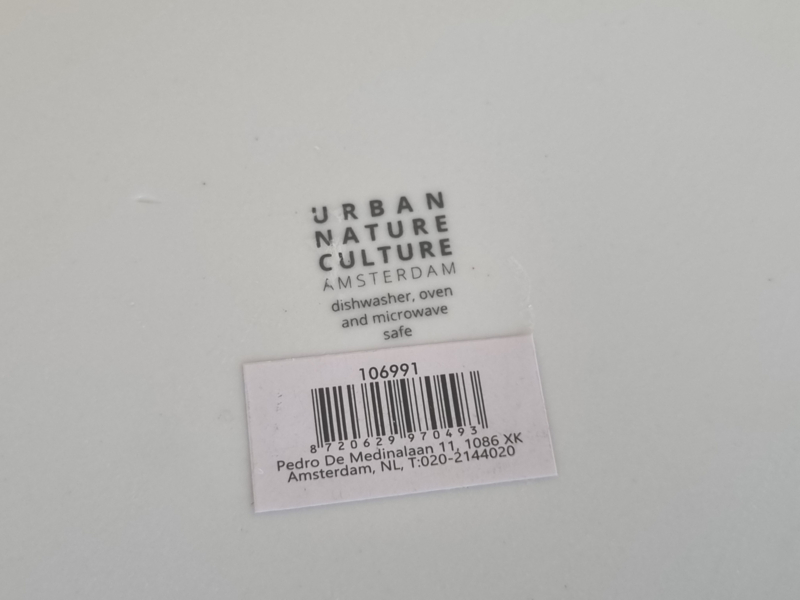 URBAN
NATURE
CULTURE
AMSTERDAM
dishwasher, oven
and microwave
safe
106991
8 720629 970493
Pedro De Medinalaan 11, 1086 XK
Amsterdam, NL, T:020-2144020